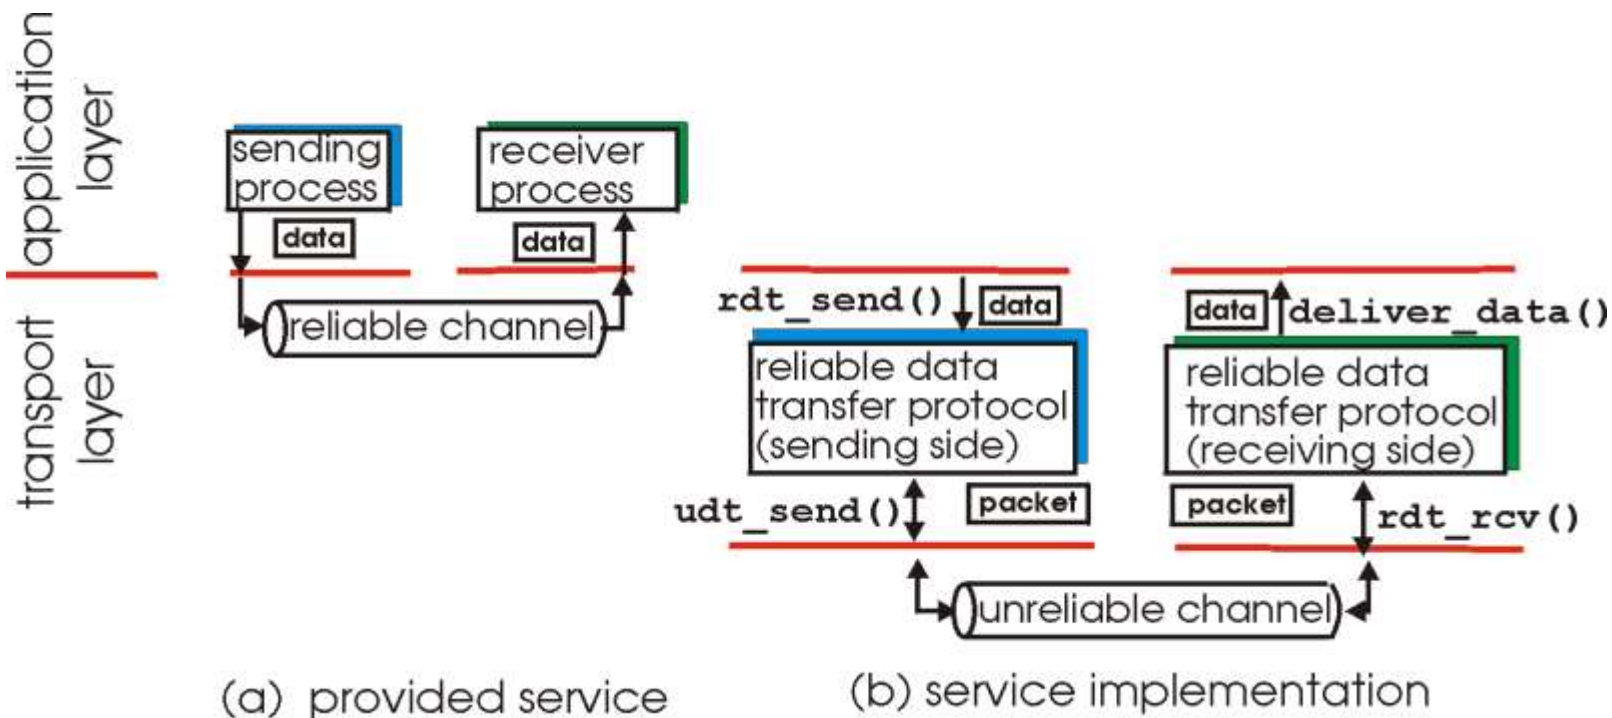 application
layer
transport
layer
sending
process
data
receiver
process
data
reliable channel
(a) provided service
rdt_send()
data
reliable data
transfer protocol
(sending side)
udt_send()
packet
data
deliver_data()
reliable data
transfer protocol
(receiving side)
packet
rdt_rcv()
unreliable channel
(b) service implementation